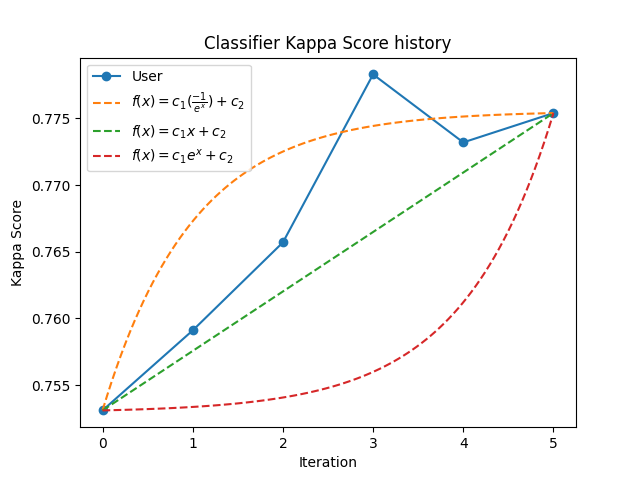 Classifier Kappa Score history
User
f(x) = c₁(−1/eˣ) + c₂
f(x) = c₁x + c₂
f(x) = c₁eˣ + c₂
Kappa Score
0.775
0.770
0.765
0.760
0.755
0 1 2 3 4 5
Iteration